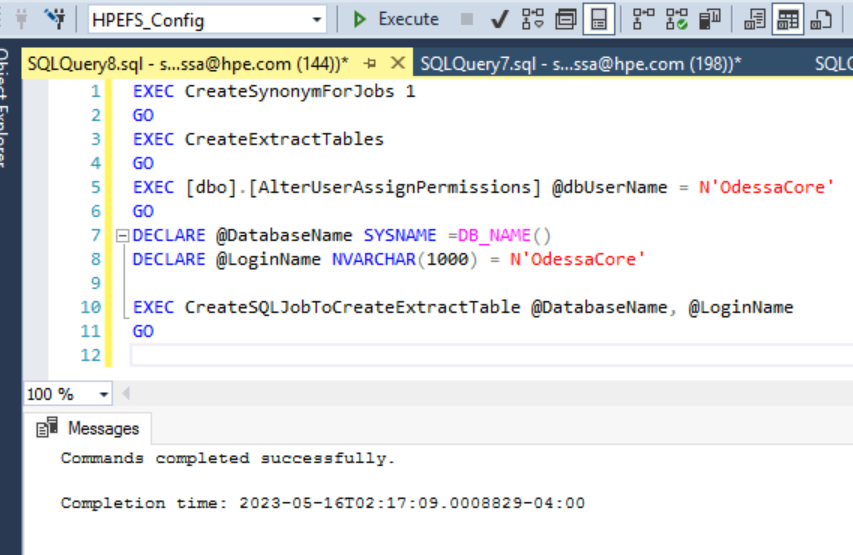 HPEFS_Config
Execute
Object Explorer
SQLQuery8.sql - s...ssa@hpe.com (144))*
SQLQuery7.sql - s...ssa@hpe.com (198))*
SQLQ
1 EXEC CreateSynonymForJobs 1
2 GO
3 EXEC CreateExtractTables
4 GO
5 EXEC [dbo].[AlterUserAssignPermissions] @dbUserName = N'OdessaCore'
6 GO
7 DECLARE @DatabaseName SYSNAME =DB_NAME()
8 DECLARE @LoginName NVARCHAR(1000) = N'OdessaCore'
9
10 EXEC CreateSQLJobToCreateExtractTable @DatabaseName, @LoginName
11 GO
12
100 %
Messages
Commands completed successfully.
Completion time: 2023-05-16T02:17:09.0008829-04:00